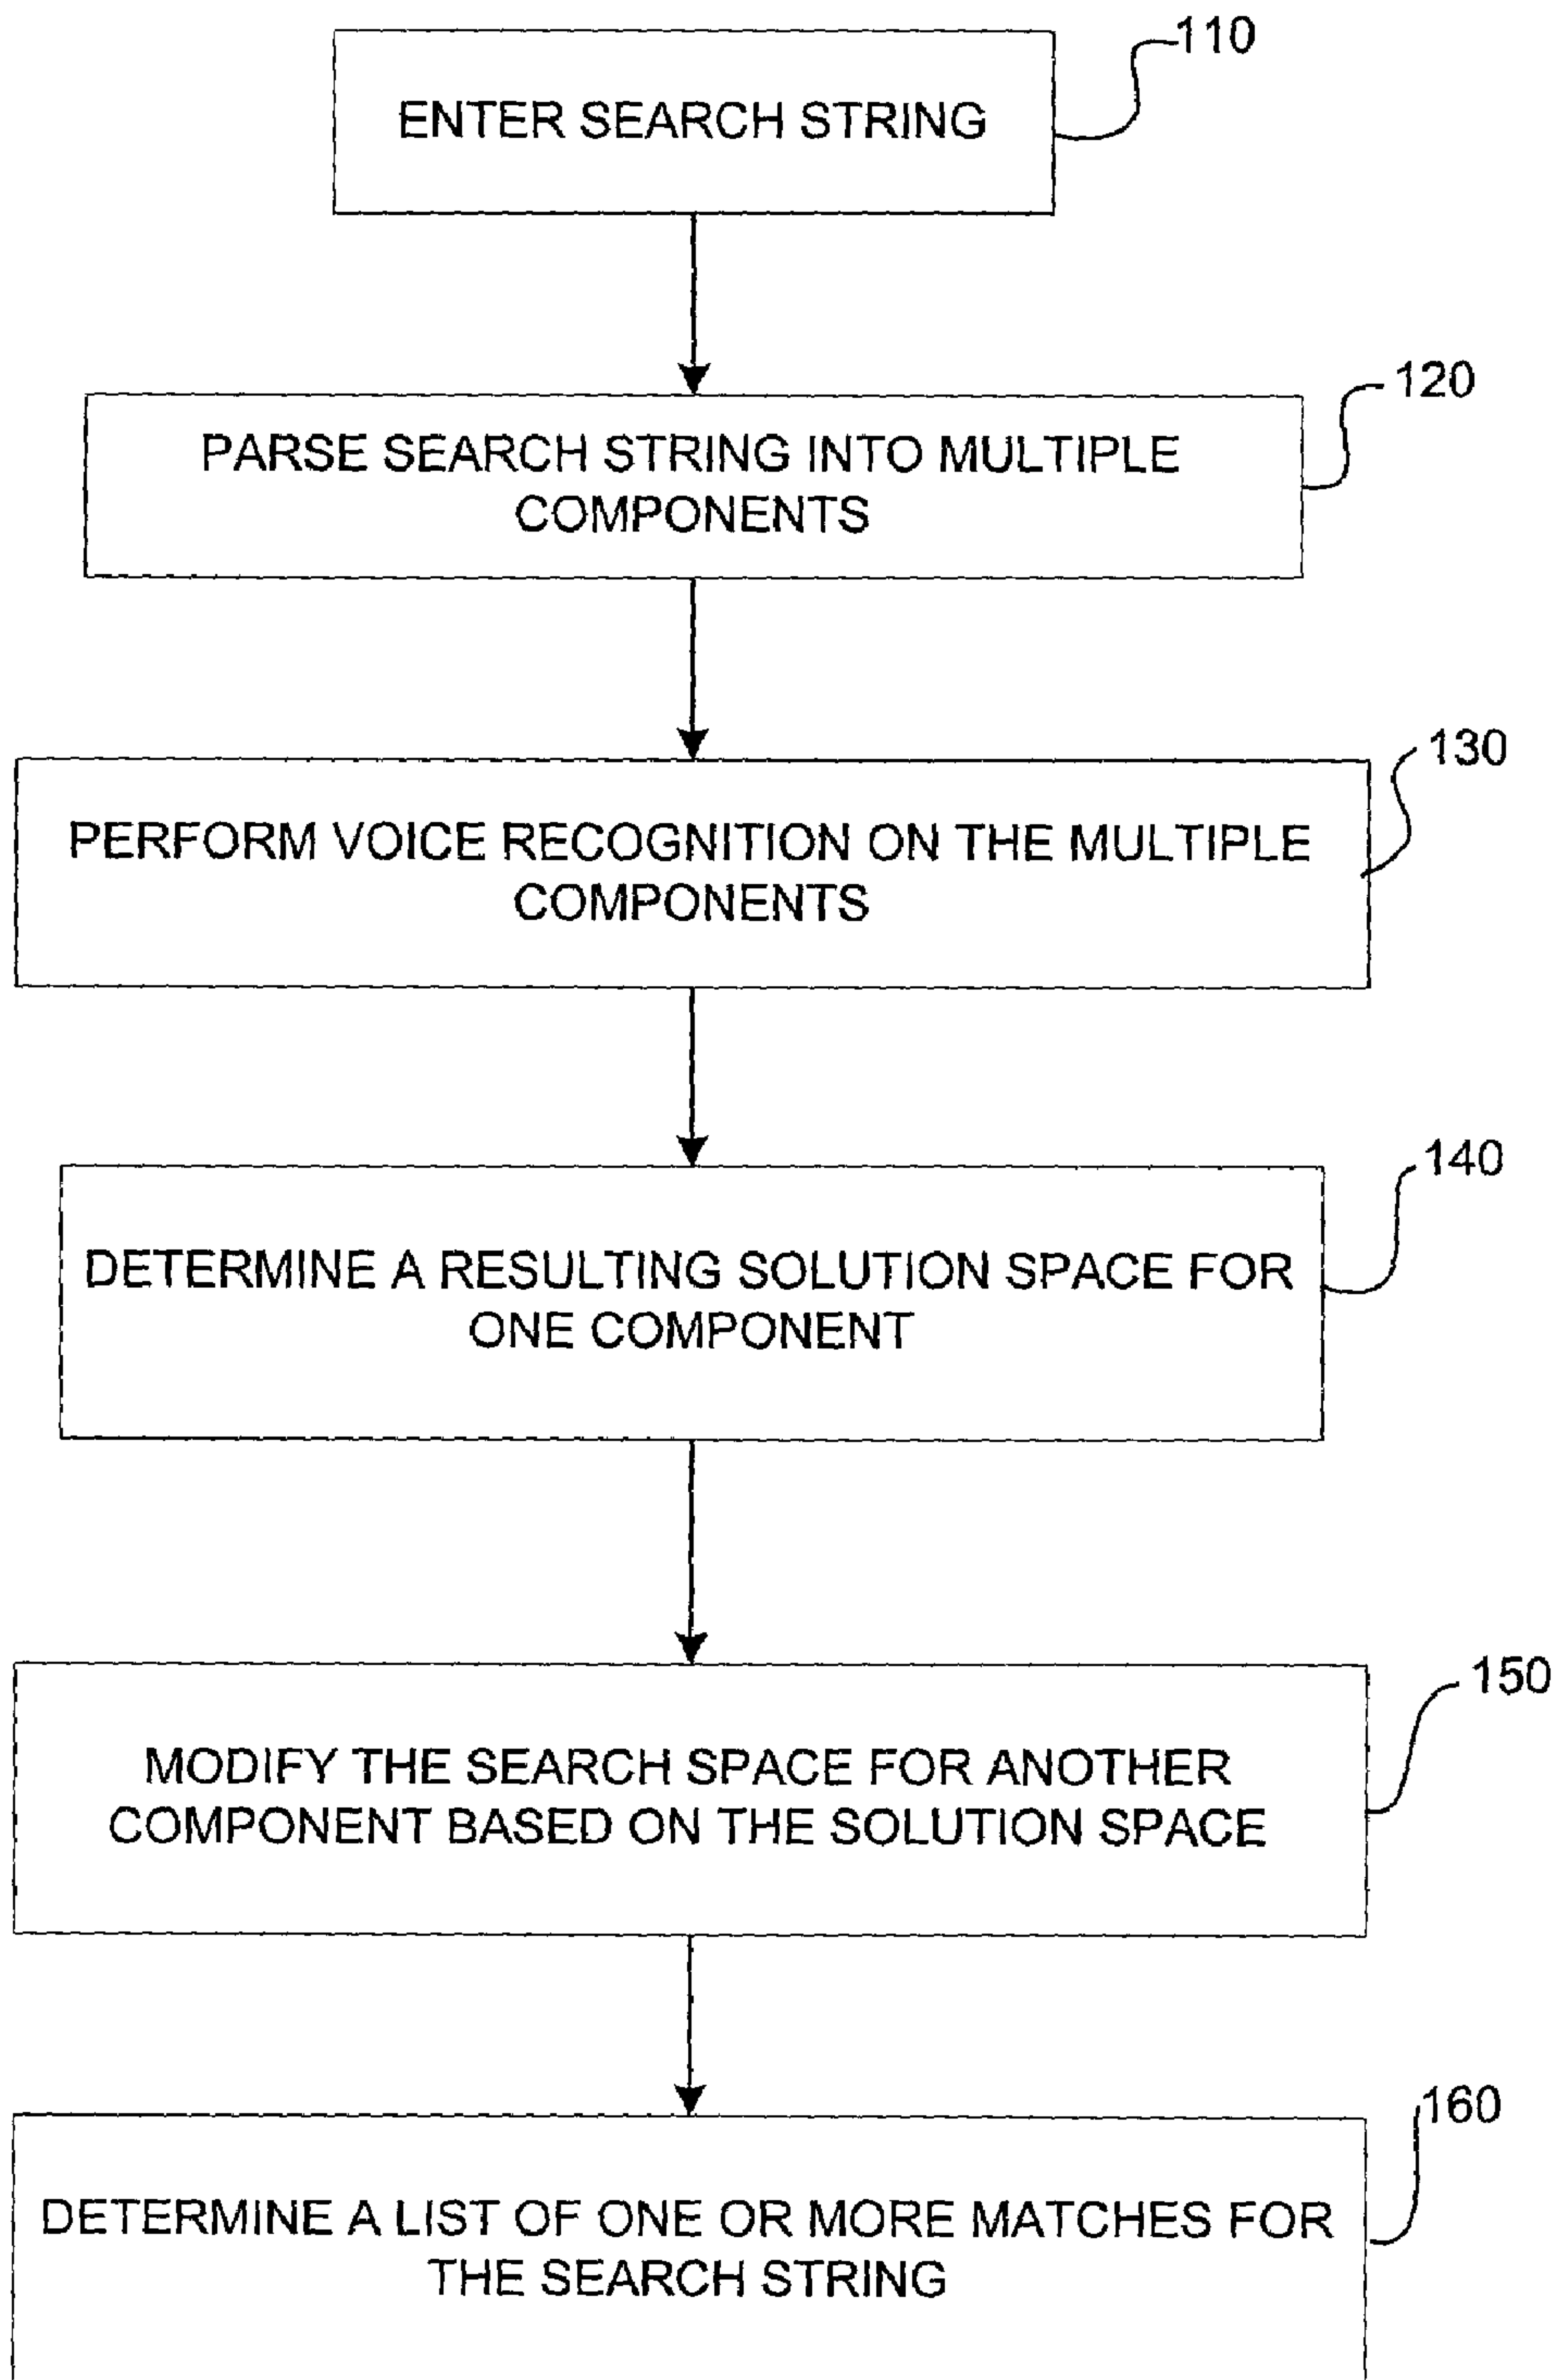 110
ENTER SEARCH STRING
120
PARSE SEARCH STRING INTO MULTIPLE
COMPONENTS
130
PERFORM VOICE RECOGNITION ON THE MULTIPLE
COMPONENTS
140
DETERMINE A RESULTING SOLUTION SPACE FOR
ONE COMPONENT
150
MODIFY THE SEARCH SPACE FOR ANOTHER
COMPONENT BASED ON THE SOLUTION SPACE
160
DETERMINE A LIST OF ONE OR MORE MATCHES FOR
THE SEARCH STRING